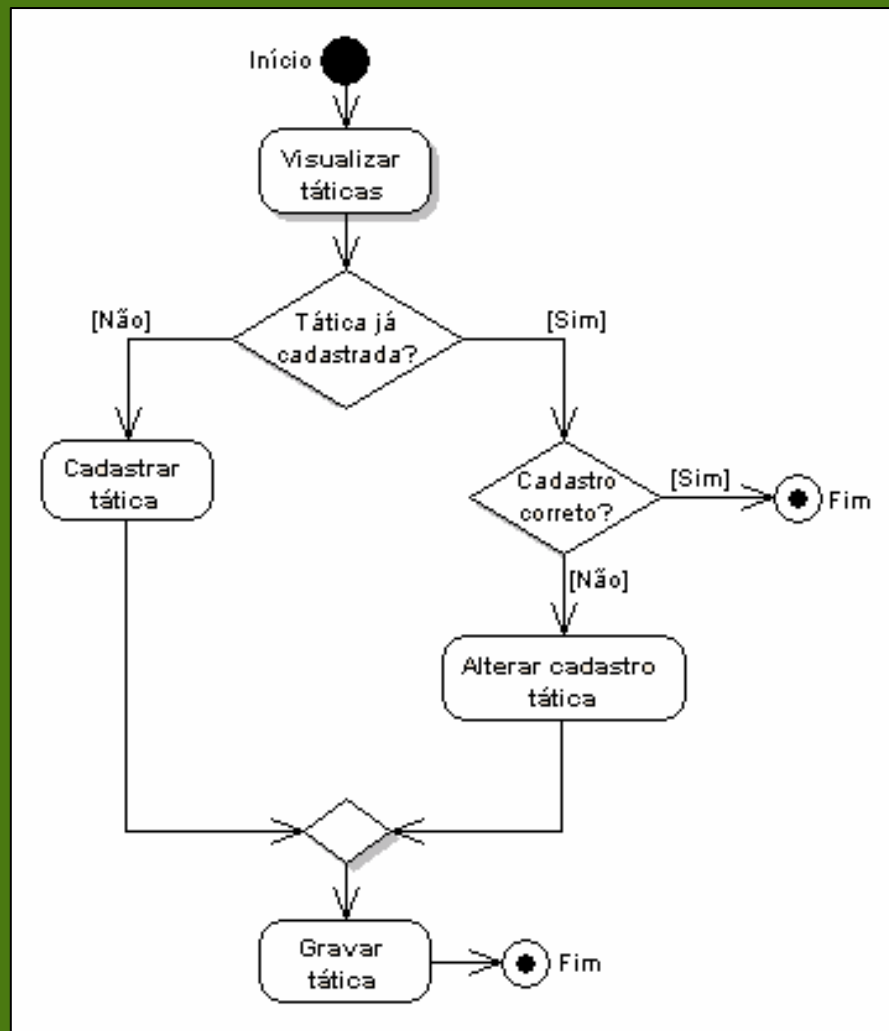 Início
Visualizar
táticas
[Não]
Tática já
cadastrada?
[Sim]
Cadastrar
tática
Cadastro
correto?
[Sim]
Fim
[Não]
Alterar cadastro
tática
Gravar
tática
Fim